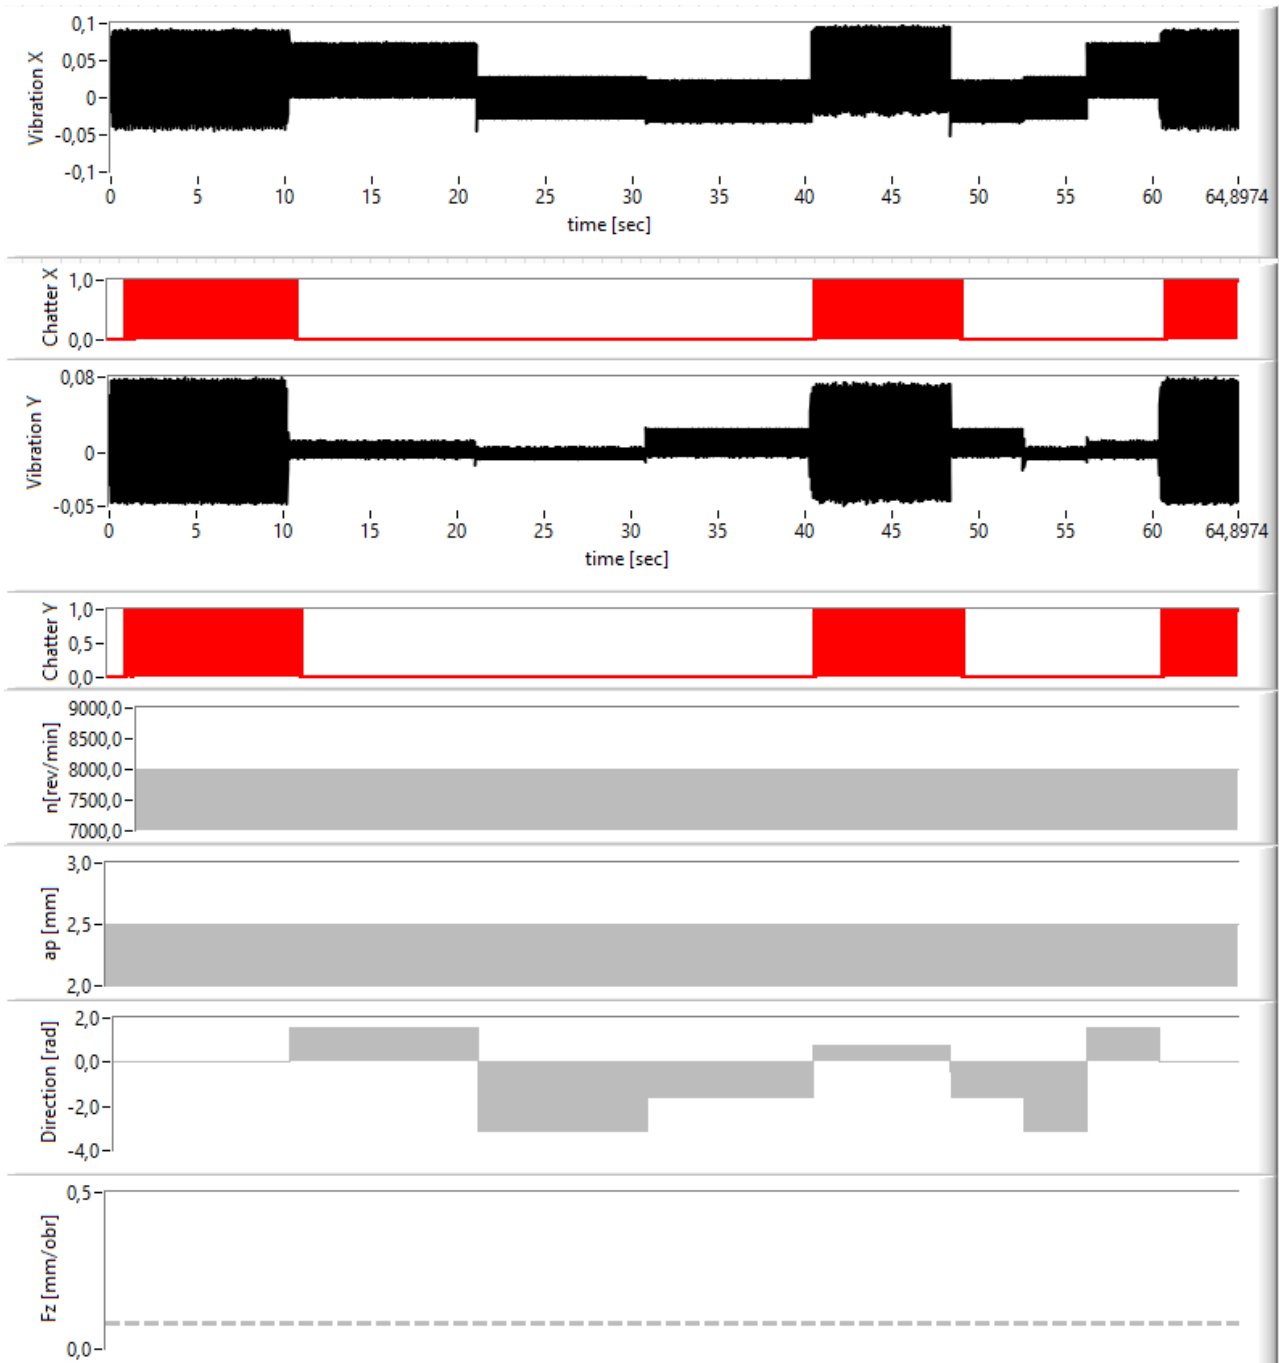 Vibration X
0,1
0,05
0
-0,05
-0,1
0 5 10 15 20 25 30 35 40 45 50 55 60 64,8974
time [sec]
Chatter X
1,0
0,0
Vibration Y
0,08
0
-0,05
0 5 10 15 20 25 30 35 40 45 50 55 60 64,8974
time [sec]
Chatter Y
1,0
0,5
0,0
n[rev/min]
9000,0
8500,0
8000,0
7500,0
7000,0
ap [mm]
3,0
2,5
2,0
Direction [rad]
2,0
0,0
-2,0
-4,0
Fz [mm/obr]
0,5
0,0